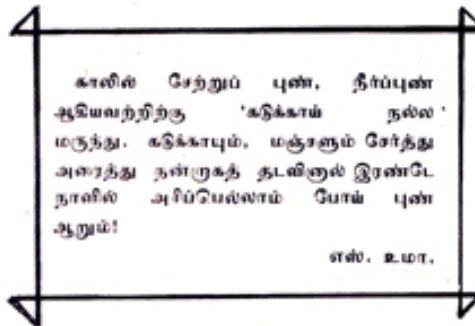 காலில் சேற்றுப் புண், நீர்ப்புண்
ஆகியவற்றிற்கு 'கடுக்காய் நல்ல'
மருந்து. கடுக்காயும், மஞ்சளும் சேர்த்து
அரைத்து நன்றாகத் தடவினால் இரண்டே
நாளில் அரிப்பெல்லாம் போய் புண்
ஆறும்!
எஸ். உமா.